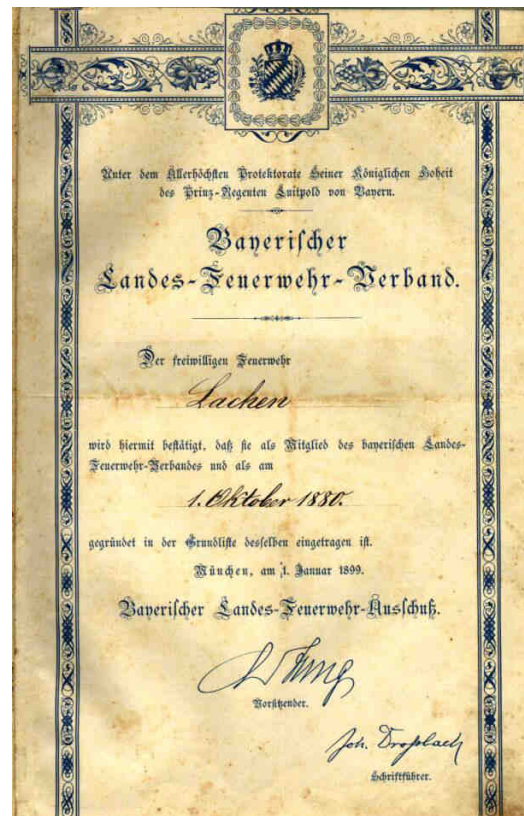 Unter dem Allerhöchsten Protektorate Seiner Königlichen Hoheit
des Prinz-Regenten Luitpold von Bayern.
Bayerischer
Landes-Feuerwehr-Verband.
Der freiwilligen Feuerwehr
Lachen
wird hiermit bestätigt, daß sie als Mitglied des bayerischen Landes-
Feuerwehr-Verbandes und als am
1. Oktober 1880.
gegründet in der Grundliste desselben eingetragen ist.
München, am 1. Januar 1899.
Bayerischer Landes-Feuerwehr-Ausschuß.
Vorsitzender.
Joh. Droßbach
Schriftführer.